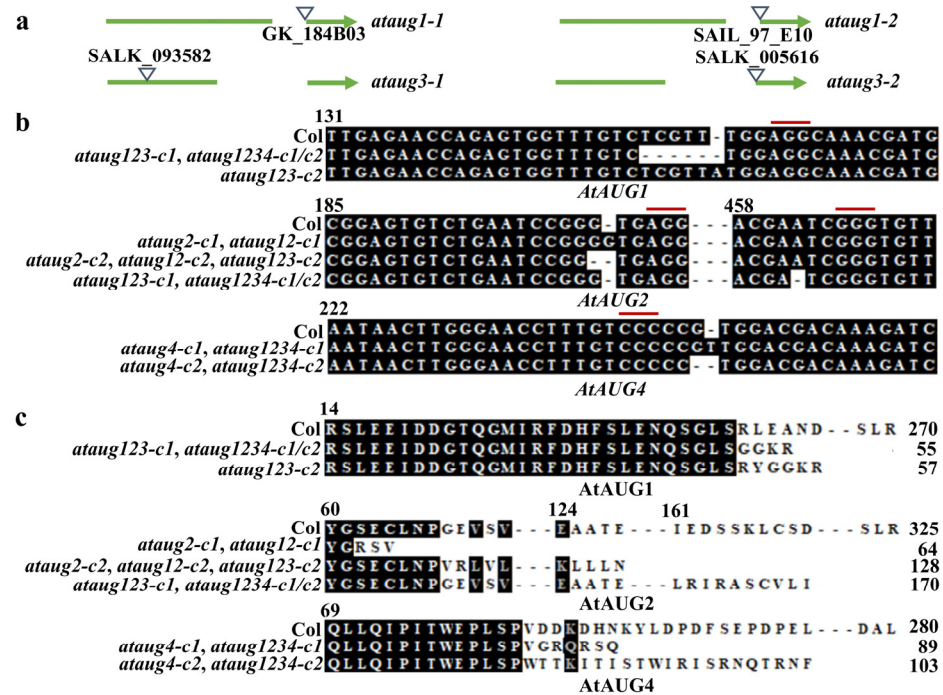 a
GK_184B03 ataug1-1
SAIL_97_E10 ataug1-2
SALK_093582 ataug3-1
SALK_005616 ataug3-2
b
131
Col TTGAGAACCAGAGTGGTTTGTCTCGTT-TGGAGGCAAACGATG
ataug123-c1, ataug1234-c1/c2 TTGAGAACCAGAGTGGTTTGTC------TGGAGGCAAACGATG
ataug123-c2 TTGAGAACCAGAGTGGTTTGTCTCGTTATGGAGGCAAACGATG
AtAUG1
185 458
Col CGGAGTGTCTGAATCCGGG-TGAGG---ACGAATCGGGTGTT
ataug2-c1, ataug12-c1 CGGAGTGTCTGAATCCGGGGTGAGG---ACGAATCGGGTGTT
ataug2-c2, ataug12-c2, ataug123-c2 CGGAGTGTCTGAATCCGG--TGAGG---ACGAATCGGGTGTT
ataug123-c1, ataug1234-c1/c2 CGGAGTGTCTGAATCCGGG-TGAGG---ACGA-TCGGGTGTT
AtAUG2
222
Col AATAACTTGGGAACCTTTGTCCCCCG-TGGACGACAAAGATC
ataug4-c1, ataug1234-c1 AATAACTTGGGAACCTTTGTCCCCCGTTGGACGACAAAGATC
ataug4-c2, ataug1234-c2 AATAACTTGGGAACCTTTGTCCCCC--TGGACGACAAAGATC
AtAUG4
c
14
Col RSLEEIDDGTQGMIRFDHFSLENQSGLSRLEAND--SLR 270
ataug123-c1, ataug1234-c1/c2 RSLEEIDDGTQGMIRFDHFSLENQSGLSGGKR 55
ataug123-c2 RSLEEIDDGTQGMIRFDHFSLENQSGLSRYGGKR 57
AtAUG1
60 124 161
Col YGSECLNPGEVSV---EAATE---IEDSSKLCSD---SLR 325
ataug2-c1, ataug12-c1 YGRSV 64
ataug2-c2, ataug12-c2, ataug123-c2 YGSECLNPVRLVL---KLLLN 128
ataug123-c1, ataug1234-c1/c2 YGSECLNPGEVSV---EAATE---LRIRASCVLI 170
AtAUG2
69
Col QLLQIPITWEPLSPVDDKDHNKYLDPDFSEPDPEL---DAL 280
ataug4-c1, ataug1234-c1 QLLQIPITWEPLSPVGRQRSQ 89
ataug4-c2, ataug1234-c2 QLLQIPITWEPLSPWTTKITISTWIRISRNQTRNF 103
AtAUG4